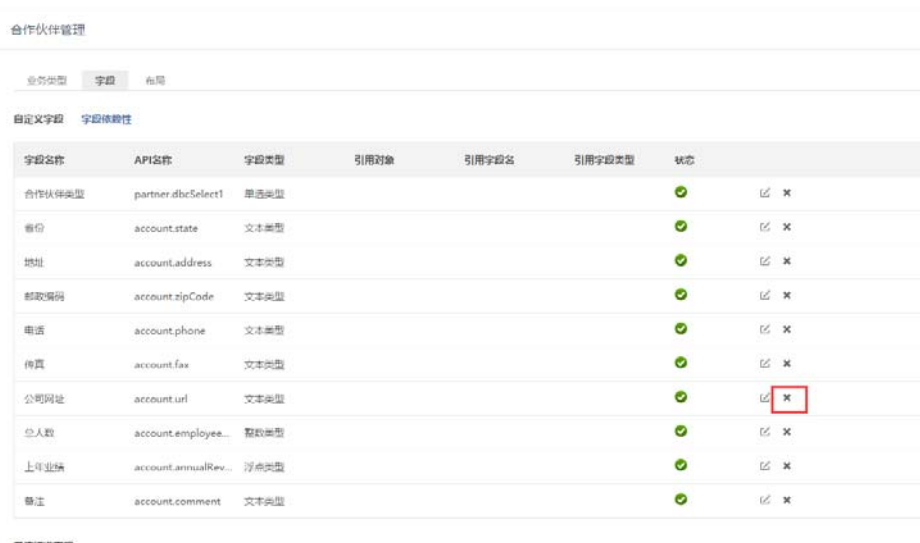 合作伙伴管理
业务类型 字段 布局
自定义字段 字段依赖性
字段名称 API名称 字段类型 引用对象 引用字段名 引用字段类型 状态
合作伙伴类型 partner.dbcSelect1 单选类型
省份 account.state 文本类型
地址 account.address 文本类型
邮政编码 account.zipCode 文本类型
电话 account.phone 文本类型
传真 account.fax 文本类型
公司网址 account.url 文本类型
总人数 account.employee... 整数类型
上年业绩 account.annualRev... 浮点类型
备注 account.comment 文本类型